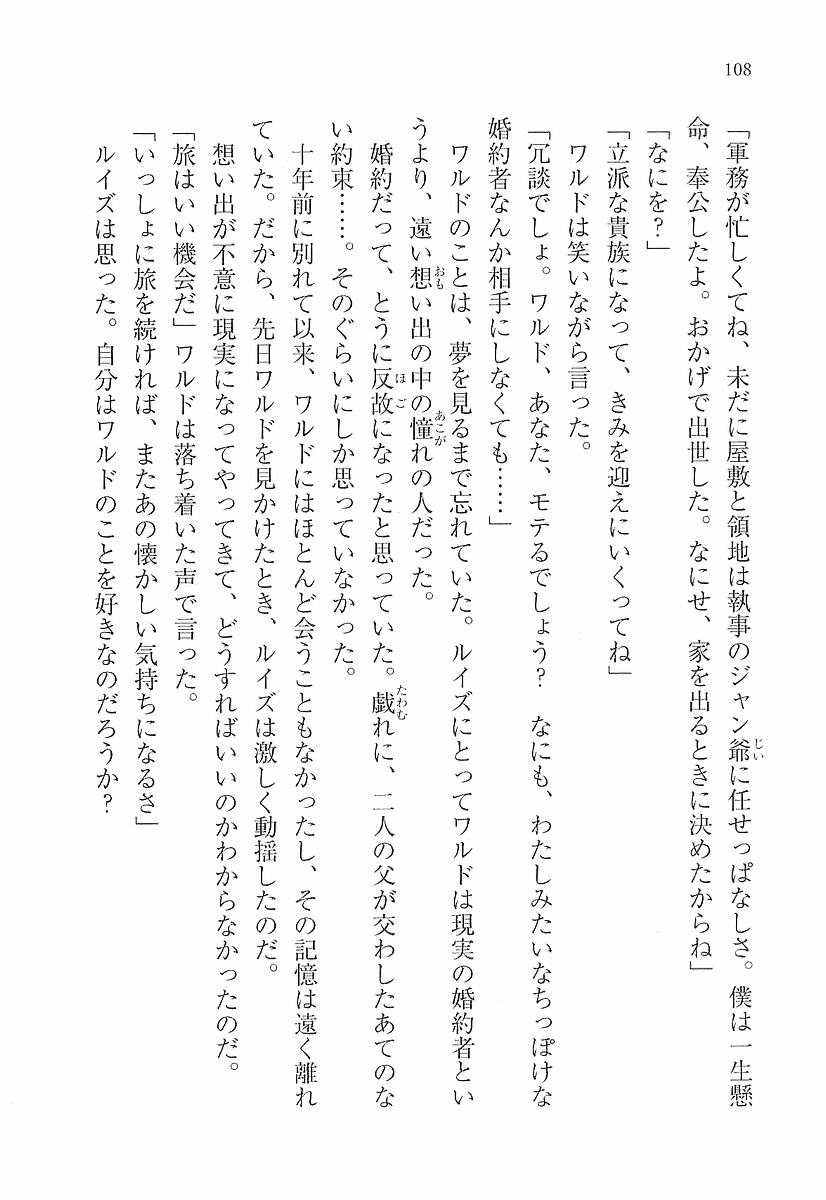 108
「軍務が忙しくてね、未だに屋敷と領地は執事のジャン爺に任せっぱなしさ。僕は一生懸
命、奉公したよ。おかげで出世した。なにせ、家を出るときに決めたからね」
「なにを?」
「立派な貴族になって、きみを迎えにいくってね」
　ワルドは笑いながら言った。
「冗談でしょ。ワルド、あなた、モテるでしょう?　なにも、わたしみたいなちっぽけな
婚約者なんか相手にしなくても……」
　ワルドのことは、夢を見るまで忘れていた。ルイズにとってワルドは現実の婚約者とい
うより、遠い想い出の中の憧れの人だった。
　婚約だって、とうに反故になったと思っていた。戯れに、二人の父が交わしたあてのな
い約束……。そのぐらいにしか思っていなかった。
　十年前に別れて以来、ワルドにはほとんど会うこともなかったし、その記憶は遠く離れ
ていた。だから、先日ワルドを見かけたとき、ルイズは激しく動揺したのだ。
　想い出が不意に現実になってやってきて、どうすればいいのかわからなかったのだ。
「旅はいい機会だ」ワルドは落ち着いた声で言った。
「いっしょに旅を続ければ、またあの懐かしい気持ちになるさ」
　ルイズは思った。自分はワルドのことを好きなのだろうか?